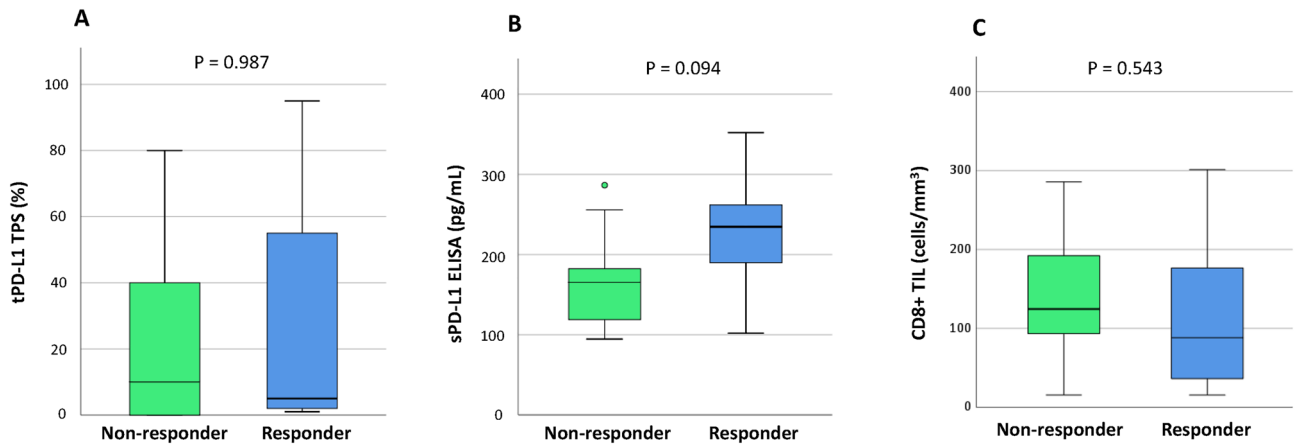 A
P = 0.987
tPD-L1 TPS (%)
100
80
60
40
20
0
Non-responder
Responder
B
P = 0.094
sPD-L1 ELISA (pg/mL)
400
300
200
100
0
Non-responder
Responder
C
P = 0.543
CD8+ TIL (cells/mm³)
400
300
200
100
0
Non-responder
Responder